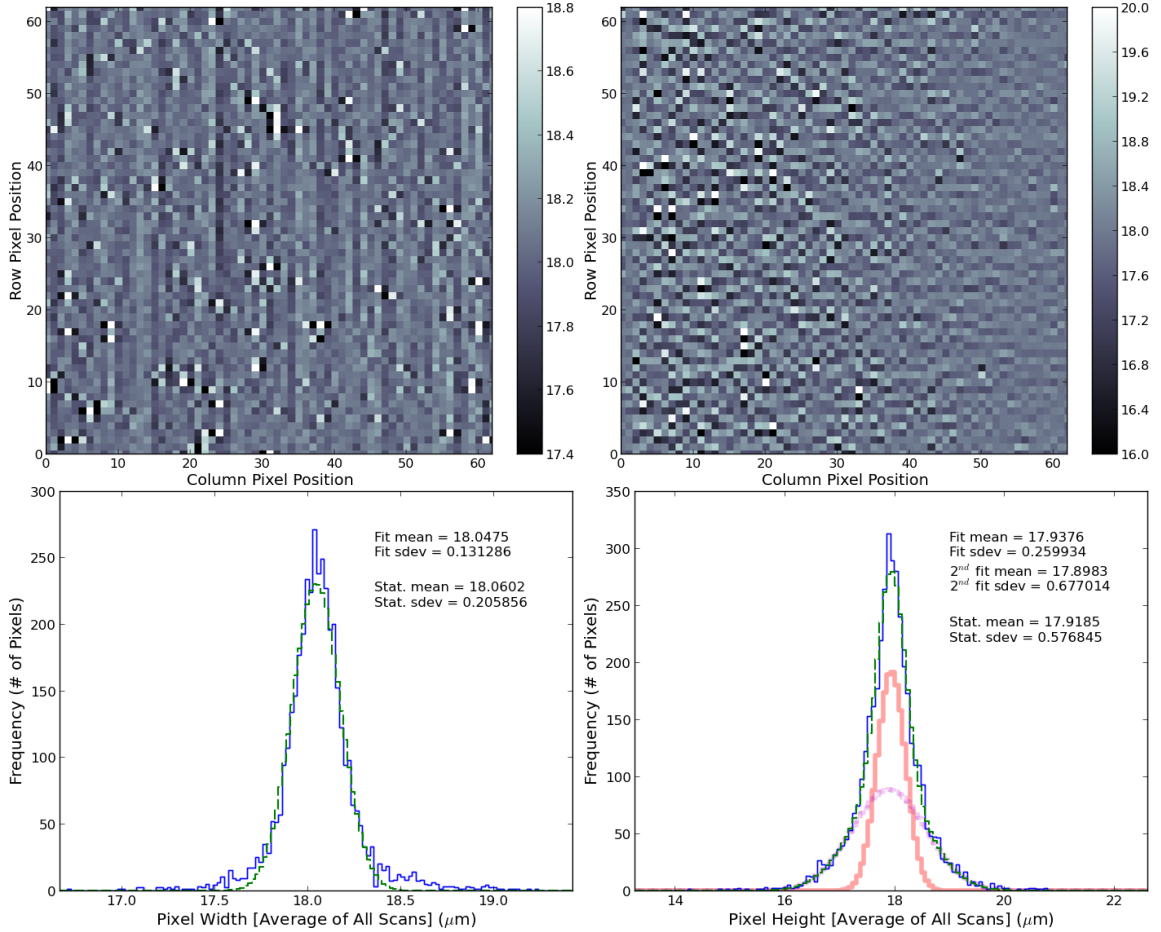 60
50
40
30
20
10
0
0 10 20 30 40 50 60
Row Pixel Position
Column Pixel Position
18.8
18.6
18.4
18.2
18.0
17.8
17.6
17.4
60
50
40
30
20
10
0
0 10 20 30 40 50 60
Row Pixel Position
Column Pixel Position
20.0
19.6
19.2
18.8
18.4
18.0
17.6
17.2
16.8
16.4
16.0
300
250
200
150
100
50
0
17.0 17.5 18.0 18.5 19.0
Frequency (# of Pixels)
Pixel Width [Average of All Scans] (μm)
Fit mean = 18.0475
Fit sdev = 0.131286
Stat. mean = 18.0602
Stat. sdev = 0.205856
350
300
250
200
150
100
50
0
14 16 18 20 22
Frequency (# of Pixels)
Pixel Height [Average of All Scans] (μm)
Fit mean = 17.9376
Fit sdev = 0.259934
2nd fit mean = 17.8983
2nd fit sdev = 0.677014
Stat. mean = 17.9185
Stat. sdev = 0.576845